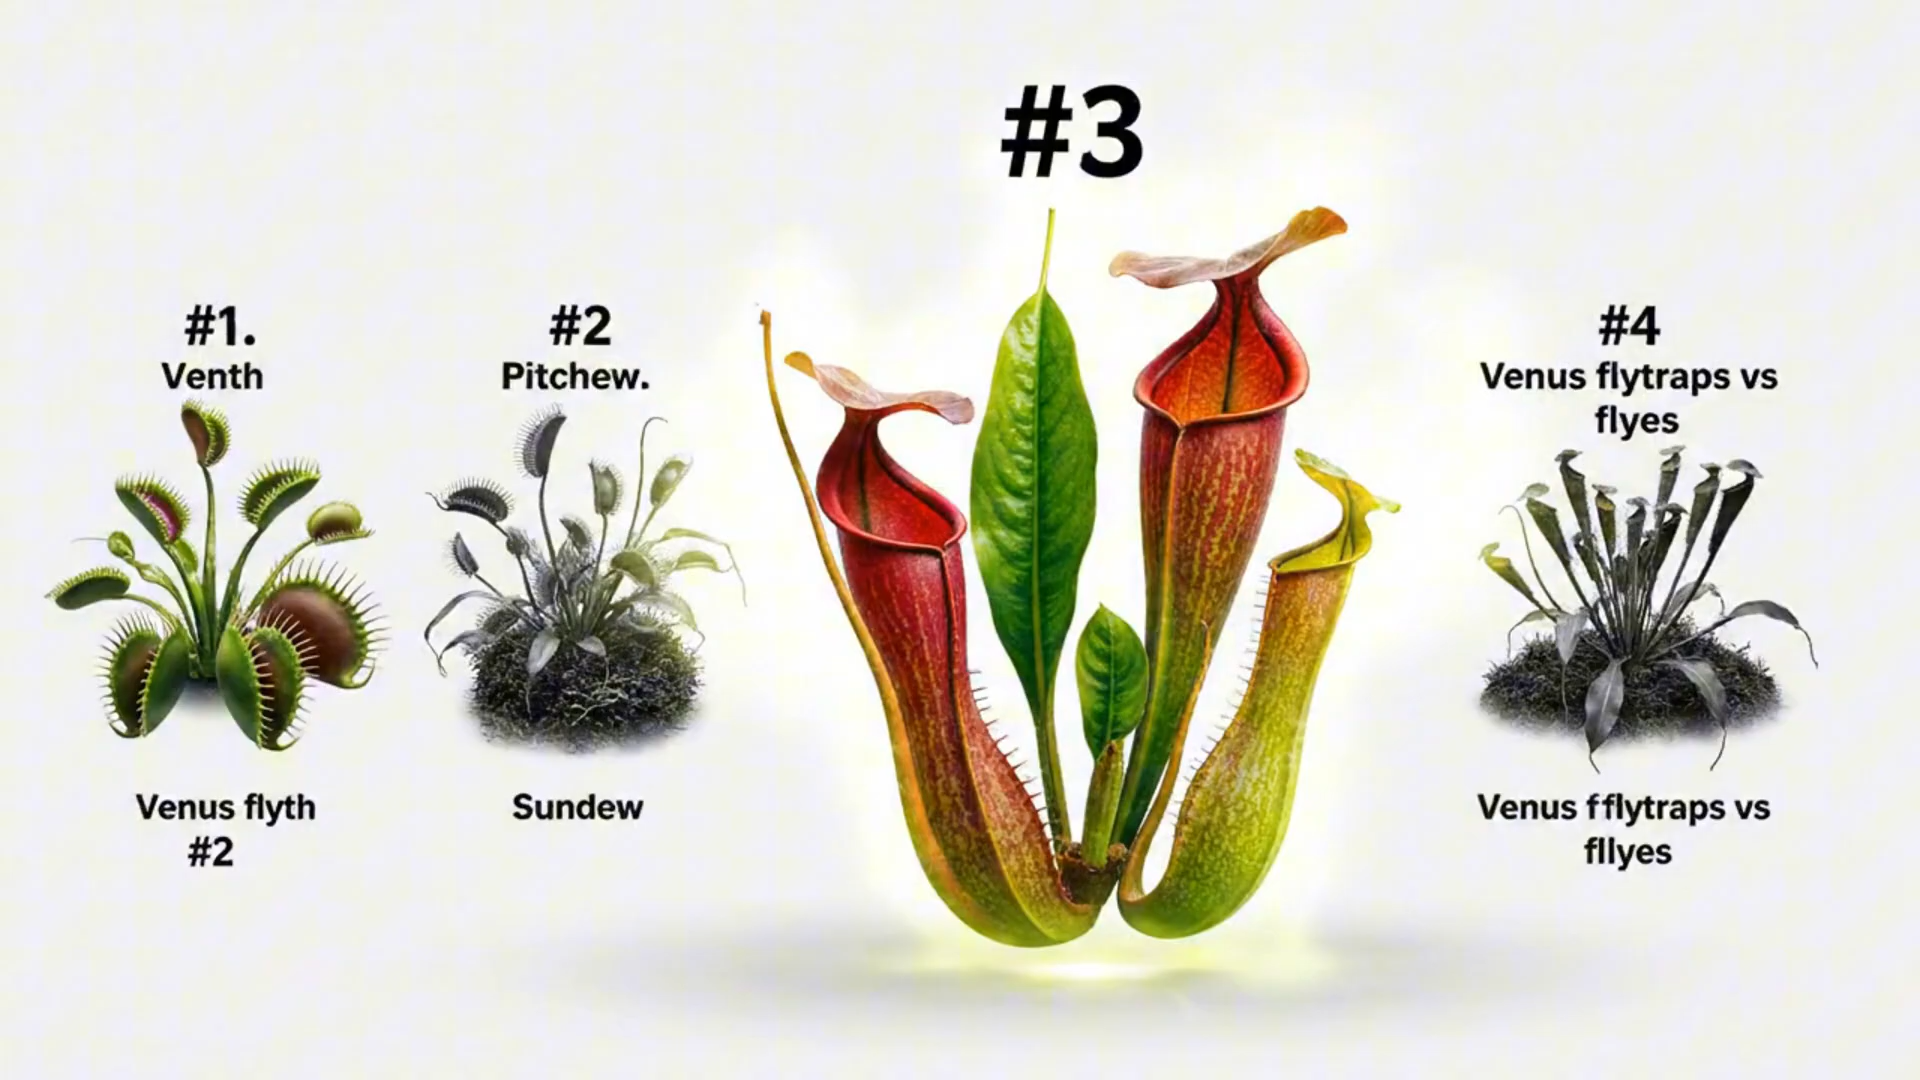 #3
#1.
Venth
Venus flyth
#2
#2
Pitchew.
Sundew
#4
Venus flytraps vs
flyes
Venus fflytraps vs
fllyes